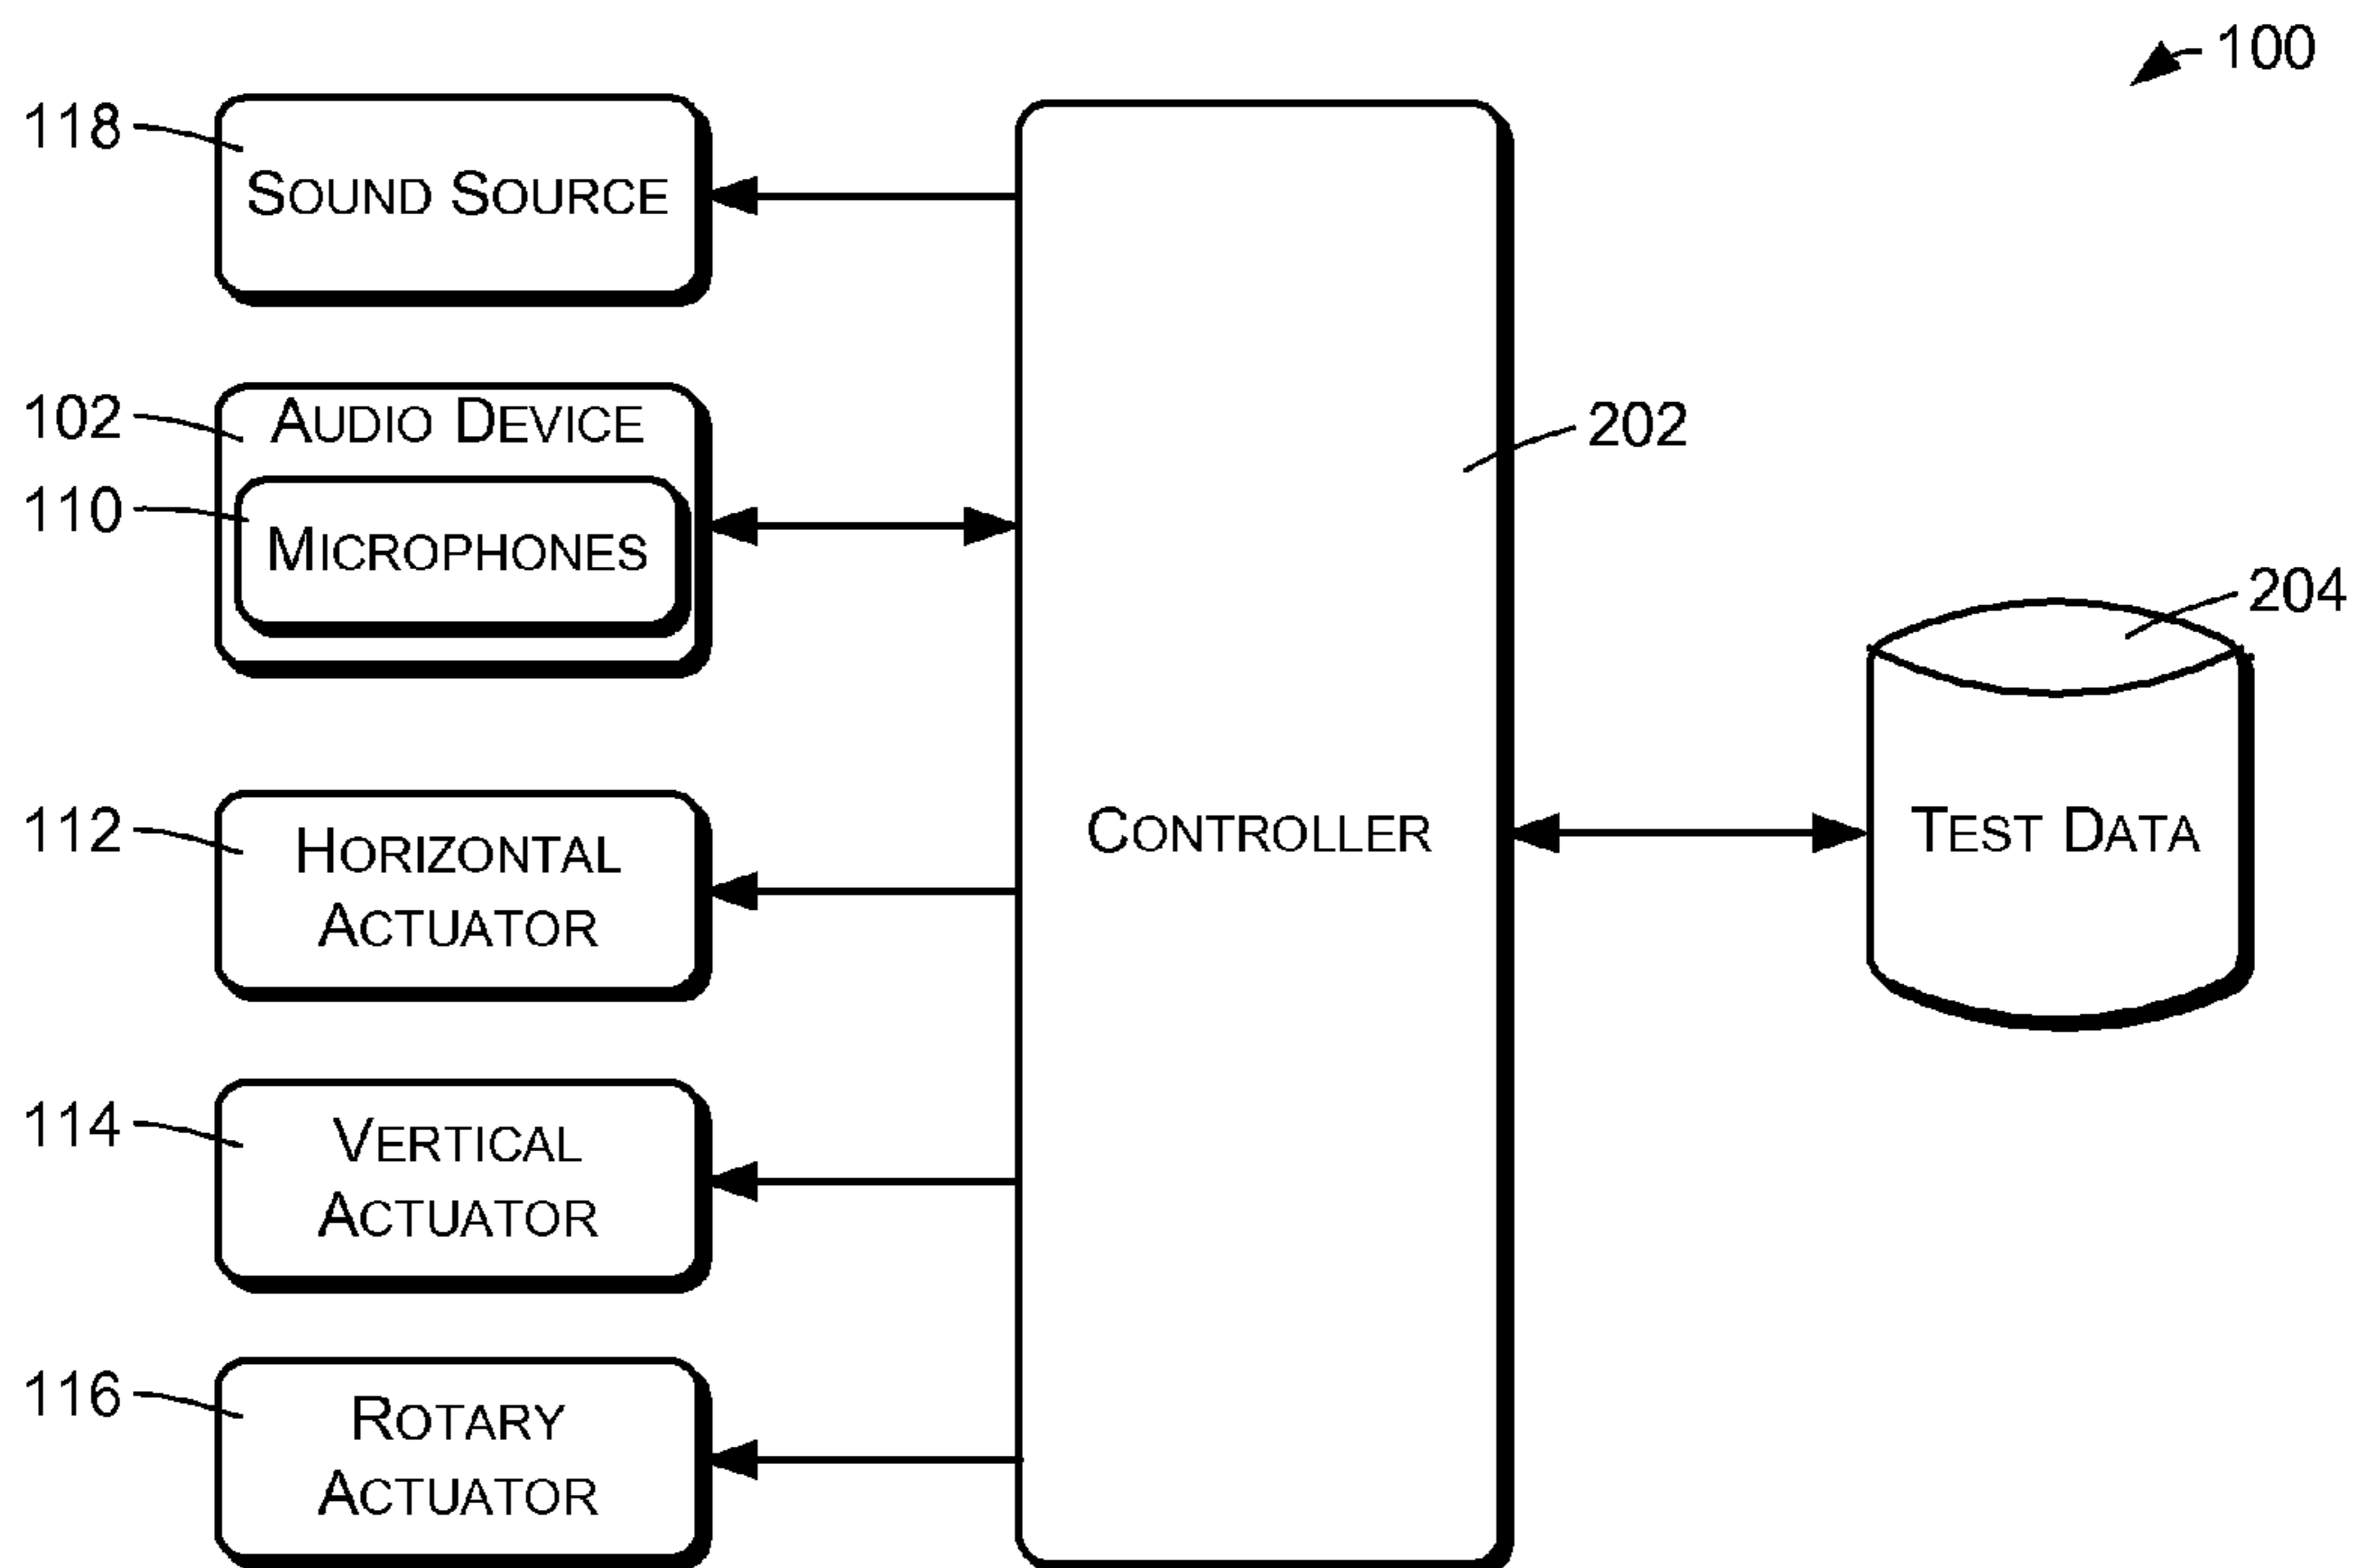 100
118
SOUND SOURCE
102
AUDIO DEVICE
110
MICROPHONES
202
204
112
HORIZONTAL
ACTUATOR
CONTROLLER
TEST DATA
114
VERTICAL
ACTUATOR
116
ROTARY
ACTUATOR